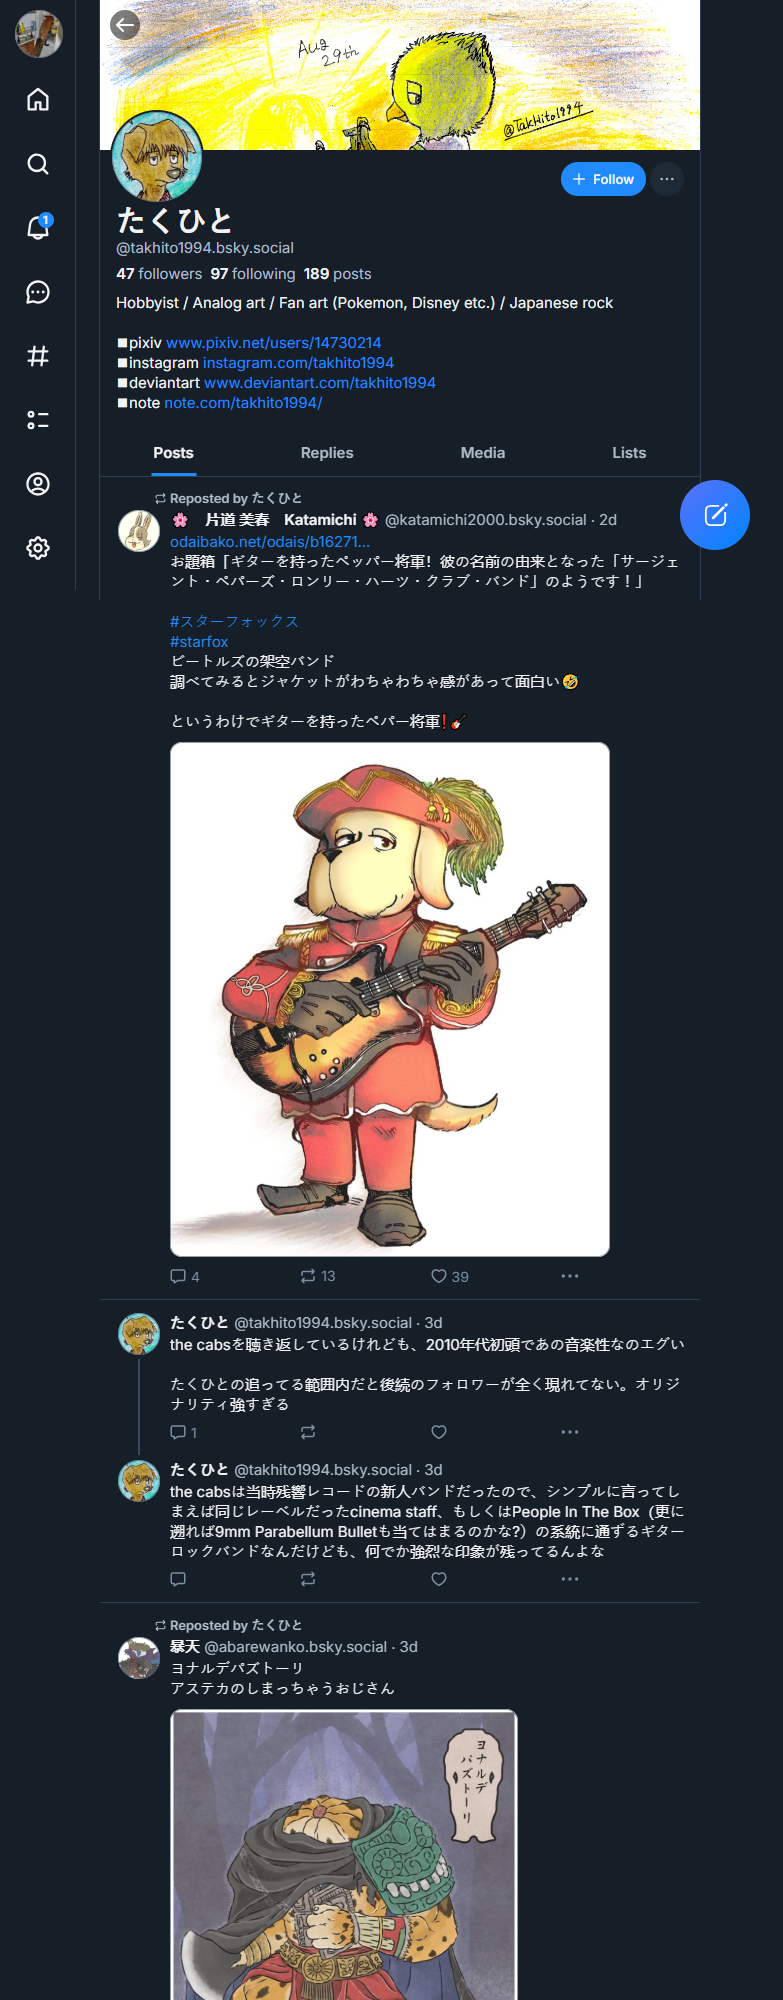 Aug
29th
@TakHito1994
Follow
たくひと
@takhito1994.bsky.social
47 followers 97 following 189 posts
Hobbyist / Analog art / Fan art (Pokemon, Disney etc.) / Japanese rock
■pixiv www.pixiv.net/users/14730214
■instagram instagram.com/takhito1994
■deviantart www.deviantart.com/takhito1994
■note note.com/takhito1994/
Posts Replies Media Lists
1
Reposted by たくひと
🌸 片道 美春 Katamichi 🌸 @katamichi2000.bsky.social · 2d
odaibako.net/odais/b16271...
お題箱「ギターを持ったペッパー将軍！彼の名前の由来となった「サージェ
ント・ペパーズ・ロンリー・ハーツ・クラブ・バンド」のようです！」
#スターフォックス
#starfox
ビートルズの架空バンド
調べてみるとジャケットがわちゃわちゃ感があって面白い🤣
というわけでギターを持ったペパー将軍❗🎸
4 13 39
たくひと @takhito1994.bsky.social · 3d
the cabsを聴き返しているけれども、2010年代初頭であの音楽性なのエグい
たくひとの追ってる範囲内だと後続のフォロワーが全く現れてない。オリジ
ナリティ強すぎる
1
たくひと @takhito1994.bsky.social · 3d
the cabsは当時残響レコードの新人バンドだったので、シンプルに言ってし
まえば同じレーベルだったcinema staff、もしくはPeople In The Box（更に
遡れば9mm Parabellum Bulletも当てはまるのかな?）の系統に通ずるギター
ロックバンドなんだけども、何でか強烈な印象が残ってるんよな
Reposted by たくひと
暴天 @abarewanko.bsky.social · 3d
ヨナルデパズトーリ
アステカのしまっちゃうおじさん
ヨナルデ
パズトーリ